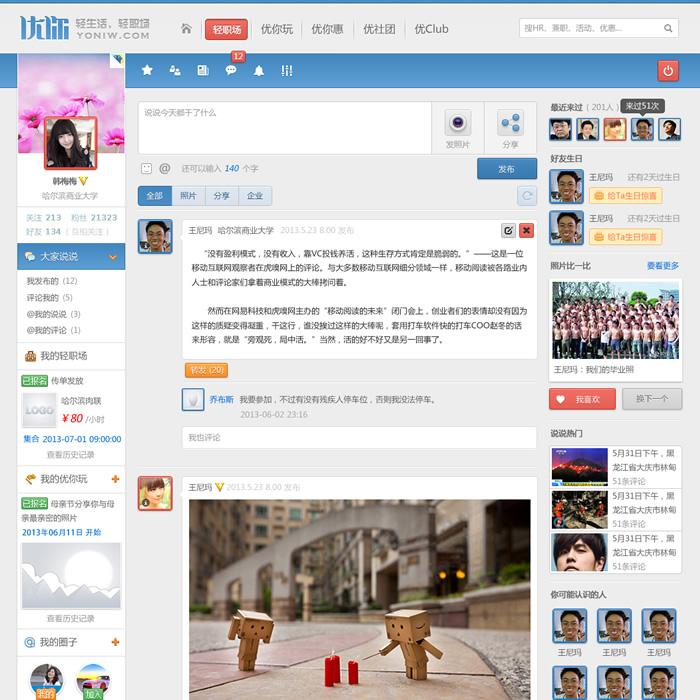 优你 轻生活、轻职场
YONIW.COM
轻职场 优你玩 优你惠 优社团 优Club
搜HR、兼职、活动、优惠...
12
说说今天都干了什么
发照片 分享
@ 还可以输入 140 个字
发布
全部 照片 分享 企业
韩梅梅
哈尔滨商业大学
关注 213 粉丝 21323
好友 134 ( 互相关注 )
大家说说
我发布的 (12)
评论我的 (5)
@我的说说 (3)
@我的评论 (1)
我的轻职场
已报名 传单发放
LOGO
哈尔滨肉联
¥80 /小时
集合 2013-07-01 09:00:00
查看历史记录
我的优你玩
已报名 母亲节分享你与母
亲最亲密的照片
2013年06月11日 开始
查看历史记录
我的圈子
我的 加入
王尼玛 哈尔滨商业大学 2013.5.23 8.00 发布
“没有盈利模式，没有收入，靠VC投钱养活，这种生存方式肯定是脆弱的。”——这是一位
移动互联网观察者在虎嗅网上的评论。与大多数移动互联网细分领域一样，移动阅读被各路业内
人士和评论家们拿着商业模式的大棒拷问着。
然而在网易科技和虎嗅网主办的“移动阅读的未来”闭门会上，创业者们的表情却没有因为
这样的质疑变得凝重，干这行，谁没挨过这样的大棒呢，套用打车软件快的打车COO赵冬的话
来形容，就是“旁观死，局中活。”当然，活的好不好又是另一回事了。
转发 (20)
乔布斯 我要参加，不过有没有残疾人停车位，否则我没法停车。
2013-06-02 23:16
我也评论
王尼玛 2013.5.23 8.00 发布
最近来过 ( 201人 )
来过51次
好友生日
王尼玛 还有2天过生日
给Ta生日惊喜
王尼玛 还有2天过生日
给Ta生日惊喜
照片比一比 要看更多
王尼玛：我们的毕业照
我喜欢 换下一个
说说热门
5月31日下午，黑
龙江省大庆市林甸
51条评论
5月31日下午，黑
龙江省大庆市林甸
51条评论
5月31日下午，黑
龙江省大庆市林甸
51条评论
你可能认识的人
王尼玛 王尼玛 王尼玛